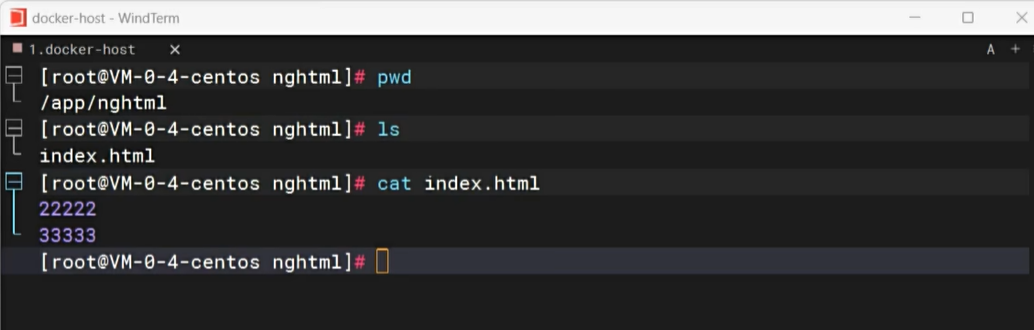 docker-host - WindTerm
1.docker-host
A
[root@VM-0-4-centos nghtml]# pwd
/app/nghtml
[root@VM-0-4-centos nghtml]# ls
index.html
[root@VM-0-4-centos nghtml]# cat index.html
22222
33333
[root@VM-0-4-centos nghtml]#